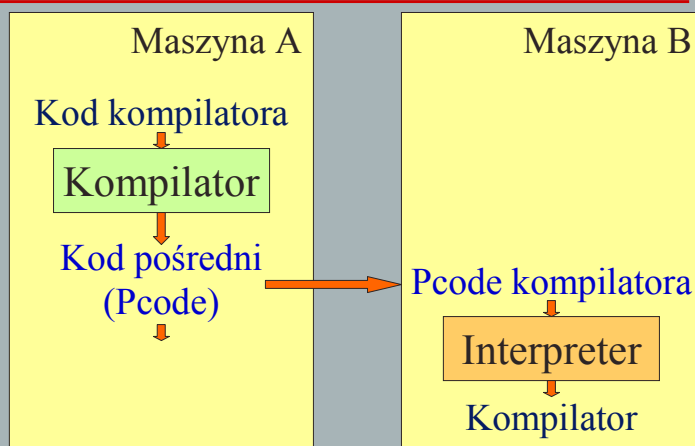 Maszyna A
Kod kompilatora
Kompilator
Kod pośredni
(Pcode)
Maszyna B
Pcode kompilatora
Interpreter
Kompilator